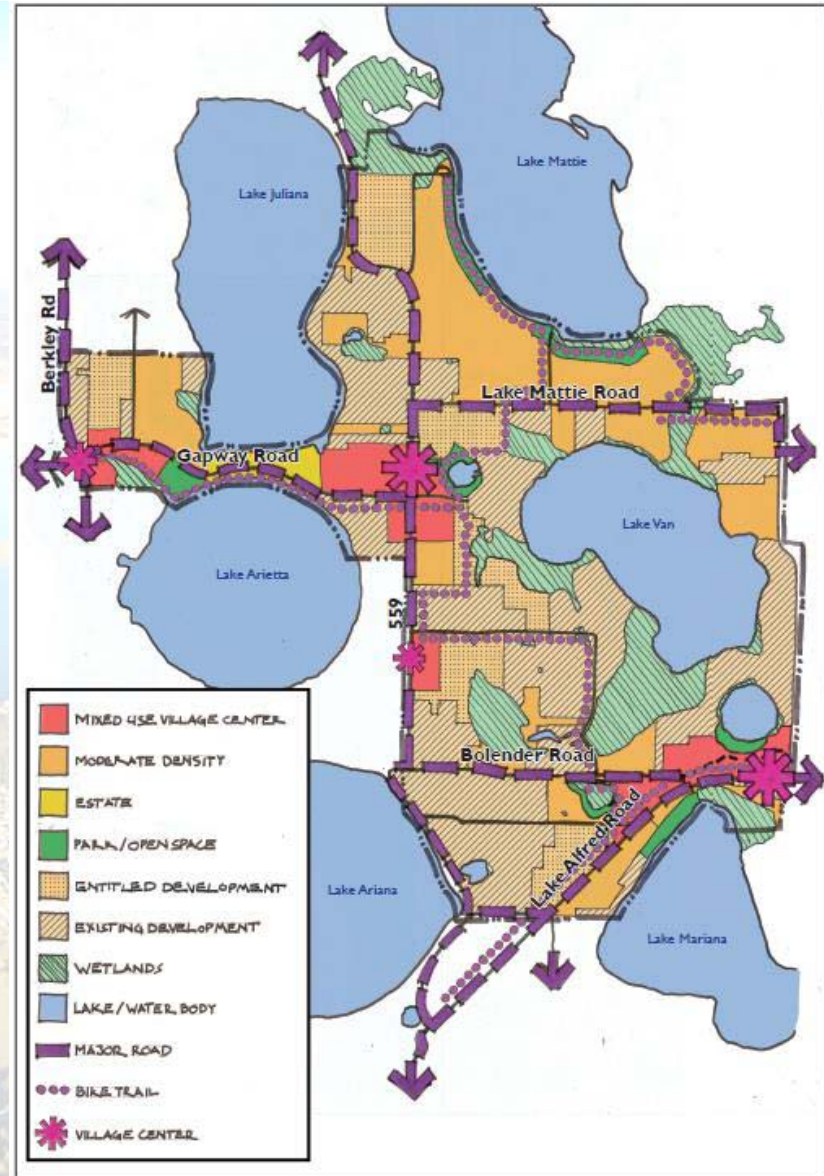 Lake Mattie
Lake Juliana
Berkley Rd
Lake Mattie Road
Gapway Road
Lake Van
Lake Arietta
559
MIXED USE VILLAGE CENTER
MODERATE DENSITY
ESTATE
PARK/OPEN SPACE
ENTITLED DEVELOPMENT
EXISTING DEVELOPMENT
WETLANDS
LAKE/WATER BODY
MAJOR ROAD
BIKE TRAIL
VILLAGE CENTER
Bolender Road
Lake Alfred Road
Lake Ariana
Lake Mariana